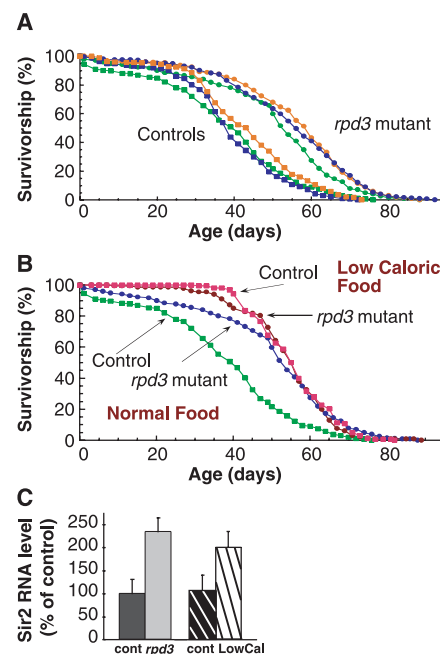 A
Survivorship (%)
100
80
60
40
20
0
Controls
rpd3 mutant
0 20 40 60 80
Age (days)
B
Survivorship (%)
100
80
60
40
20
0
Control
Low Caloric
Food
rpd3 mutant
Control
rpd3 mutant
Normal Food
0 20 40 60 80
Age (days)
C
Sir2 RNA level
(% of control)
250
200
150
100
50
0
cont rpd3 cont LowCal